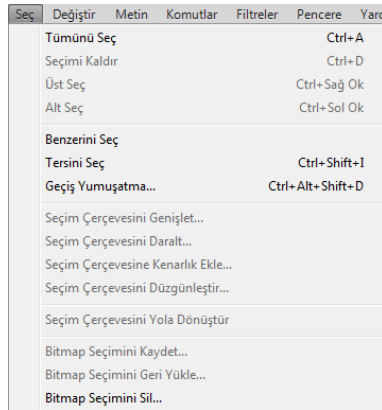 Seç Değiştir Metin Komutlar Filtreler Pencere Yard
Tümünü Seç Ctrl+A
Seçimi Kaldır Ctrl+D
Üst Seç Ctrl+Sağ Ok
Alt Seç Ctrl+Sol Ok
Benzerini Seç
Tersini Seç Ctrl+Shift+I
Geçiş Yumuşatma... Ctrl+Alt+Shift+D
Seçim Çerçevesini Genişlet...
Seçim Çerçevesini Daralt...
Seçim Çerçevesine Kenarlık Ekle...
Seçim Çerçevesini Düzgünleştir...
Seçim Çerçevesini Yola Dönüştür
Bitmap Seçimini Kaydet...
Bitmap Seçimini Geri Yükle...
Bitmap Seçimini Sil...